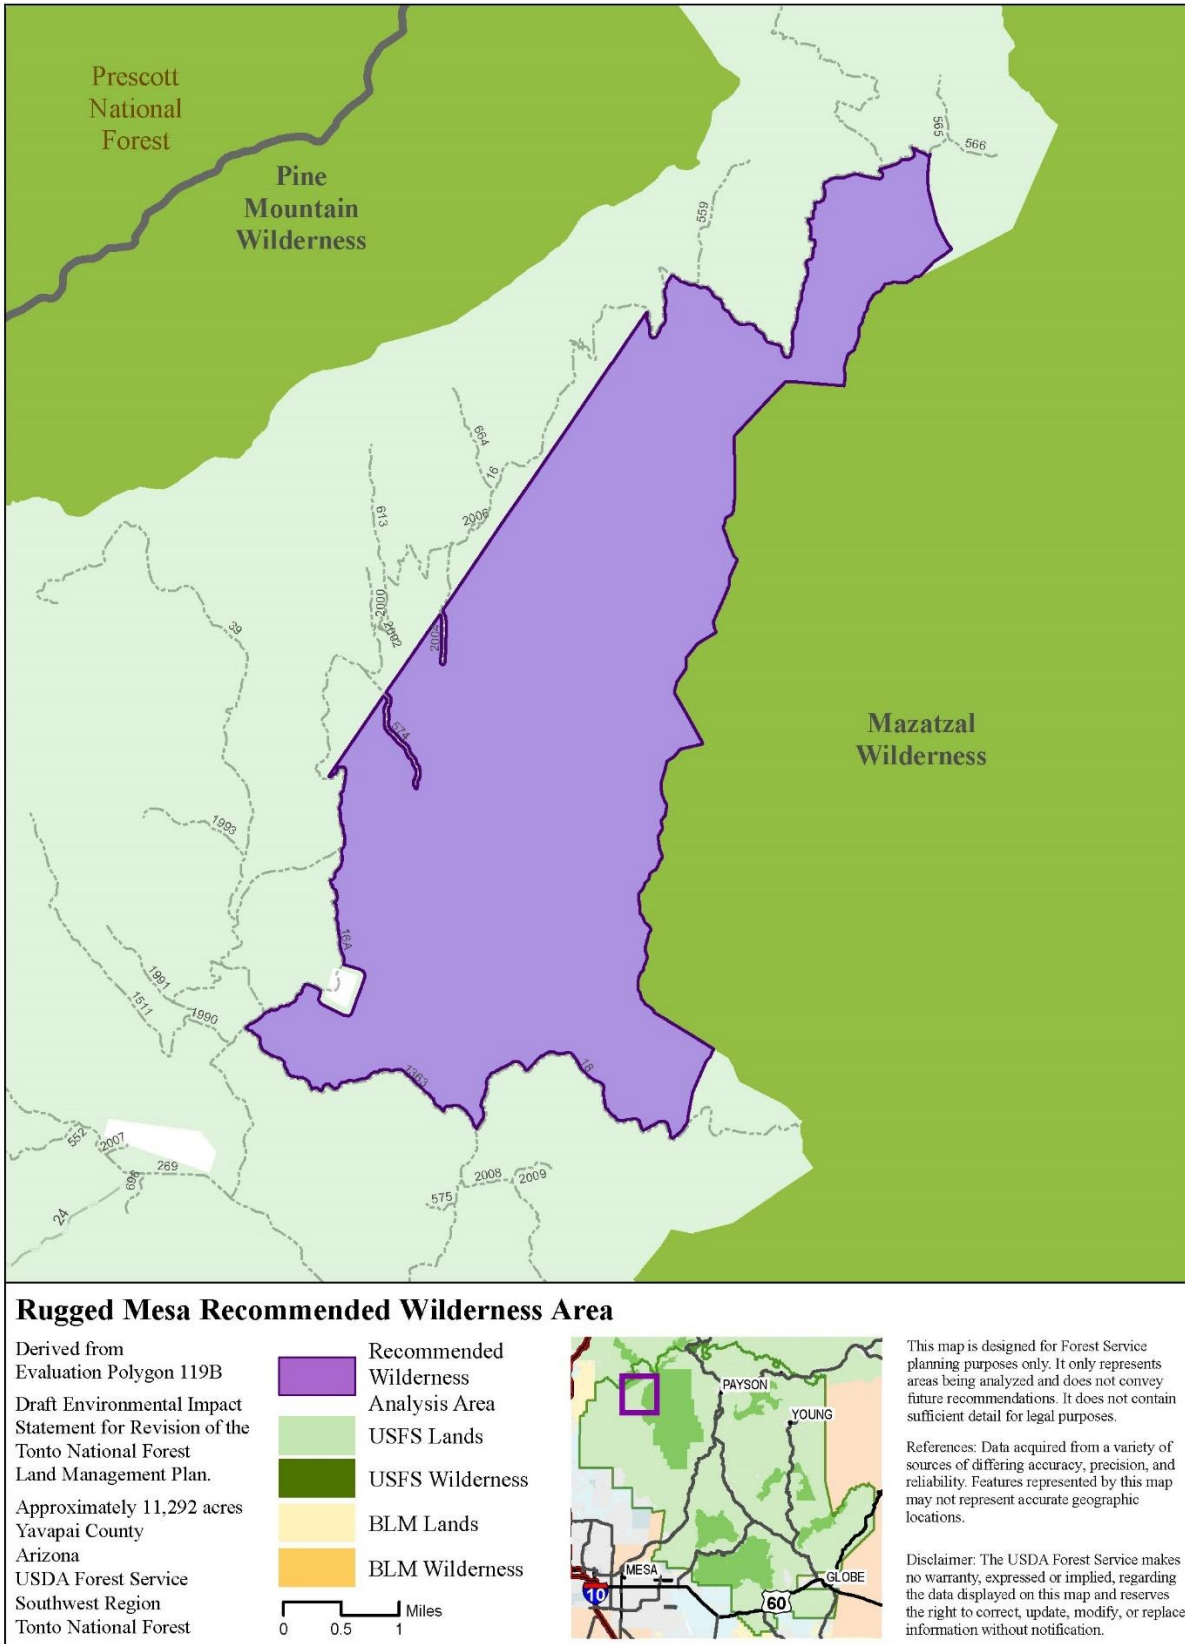 Prescott
National
Forest
Pine
Mountain
Wilderness
565
566
559
664
16
613
2006
2000
2002
39
574
Mazatzal
Wilderness
1993
16A
1991
1511
1990
1363
18
552
2007
269
696
24
2008
2009
575
Rugged Mesa Recommended Wilderness Area
Derived from
Evaluation Polygon 119B
Draft Environmental Impact
Statement for Revision of the
Tonto National Forest
Land Management Plan.
Approximately 11,292 acres
Yavapai County
Arizona
USDA Forest Service
Southwest Region
Tonto National Forest
Recommended
Wilderness
Analysis Area
USFS Lands
USFS Wilderness
BLM Lands
BLM Wilderness
0 0.5 1 Miles
PAYSON
YOUNG
MESA
GLOBE
10
60
This map is designed for Forest Service
planning purposes only. It only represents
areas being analyzed and does not convey
future recommendations. It does not contain
sufficient detail for legal purposes.
References: Data acquired from a variety of
sources of differing accuracy, precision, and
reliability. Features represented by this map
may not represent accurate geographic
locations.
Disclaimer: The USDA Forest Service makes
no warranty, expressed or implied, regarding
the data displayed on this map and reserves
the right to correct, update, modify, or replace
information without notification.